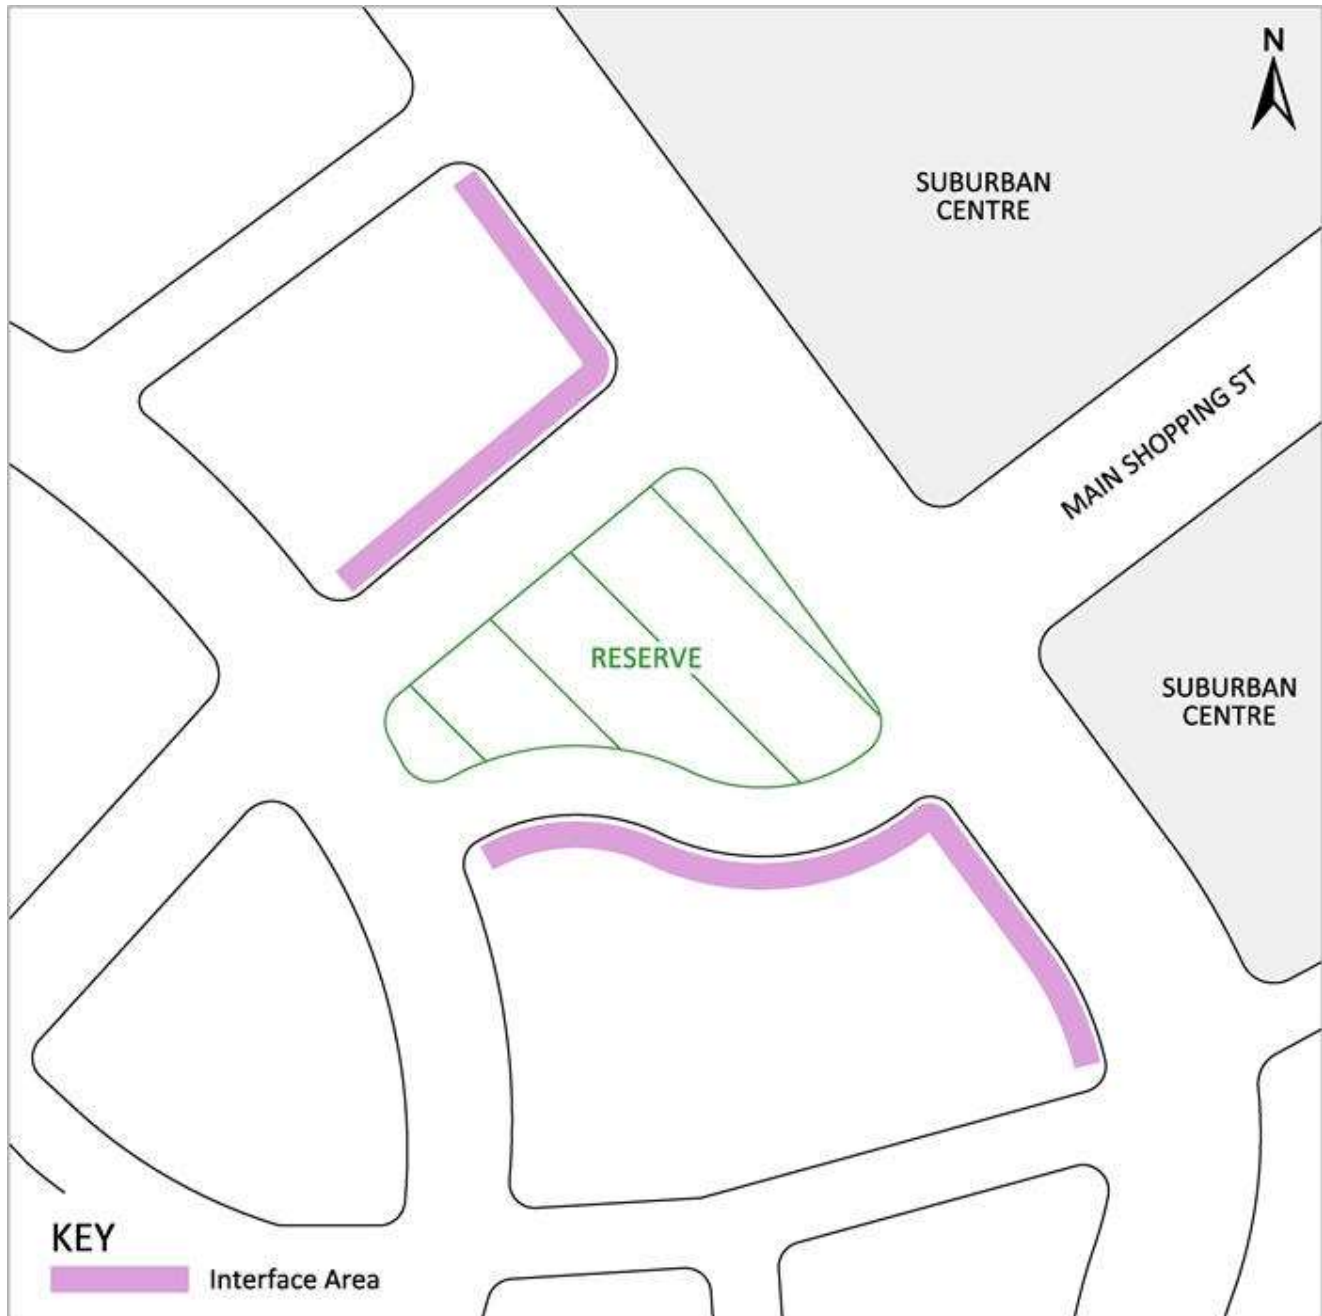 N
SUBURBAN
CENTRE
MAIN SHOPPING ST
RESERVE
SUBURBAN
CENTRE
KEY
Interface Area